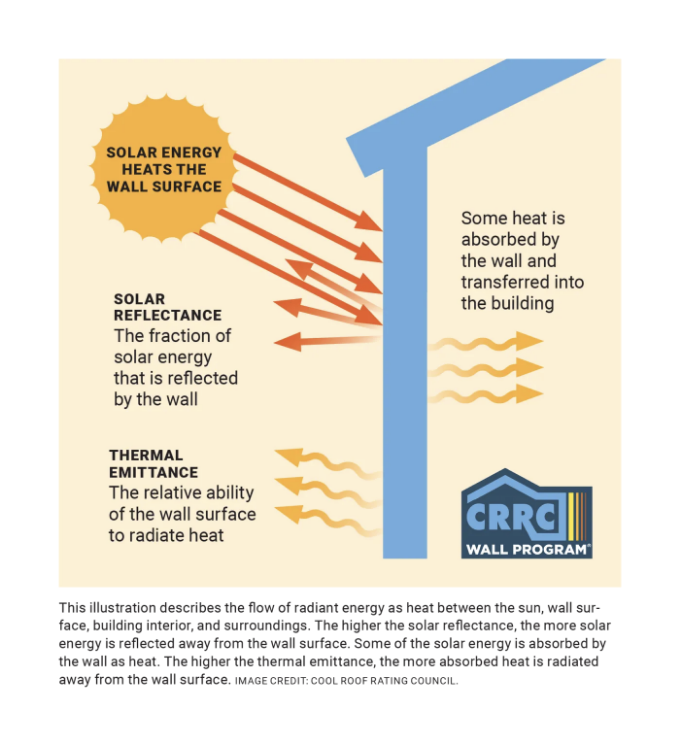 SOLAR ENERGY
HEATS THE
WALL SURFACE
Some heat is
absorbed by
the wall and
transferred into
the building
SOLAR
REFLECTANCE
The fraction of
solar energy
that is reflected
by the wall
THERMAL
EMITTANCE
The relative ability
of the wall surface
to radiate heat
CRRC
WALL PROGRAM®
This illustration describes the flow of radiant energy as heat between the sun, wall sur-
face, building interior, and surroundings. The higher the solar reflectance, the more solar
energy is reflected away from the wall surface. Some of the solar energy is absorbed by
the wall as heat. The higher the thermal emittance, the more absorbed heat is radiated
away from the wall surface. IMAGE CREDIT: COOL ROOF RATING COUNCIL.